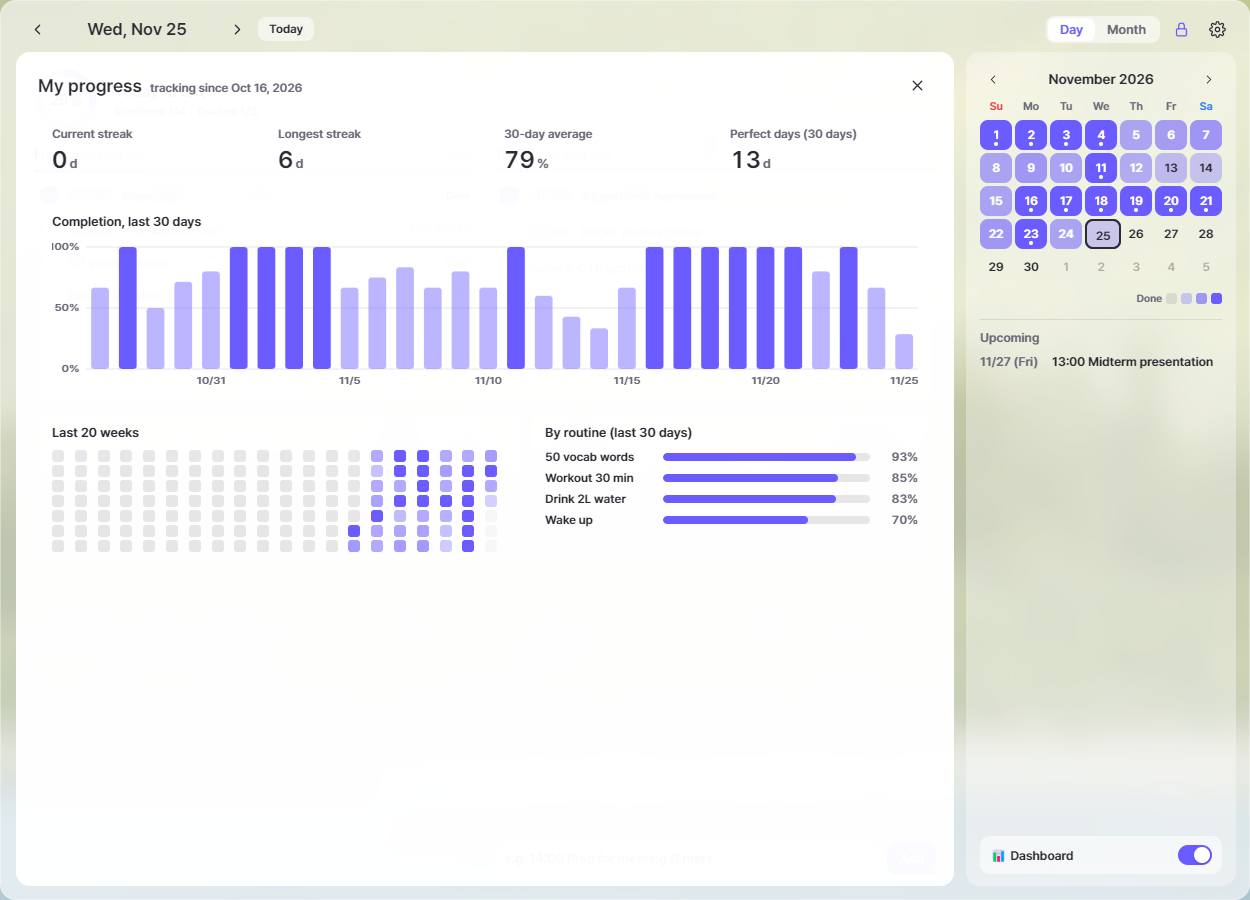 Wed, Nov 25
Today
Day
Month
My progress
tracking since Oct 16, 2026
Current streak
0 d
Longest streak
6 d
30-day average
79 %
Perfect days (30 days)
13 d
Completion, last 30 days
100%
50%
0%
10/31
11/5
11/10
11/15
11/20
11/25
Last 20 weeks
By routine (last 30 days)
50 vocab words 93%
Workout 30 min 85%
Drink 2L water 83%
Wake up 70%
November 2026
Su Mo Tu We Th Fr Sa
1 2 3 4 5 6 7
8 9 10 11 12 13 14
15 16 17 18 19 20 21
22 23 24 25 26 27 28
29 30 1 2 3 4 5
Done
Upcoming
11/27 (Fri) 13:00 Midterm presentation
Dashboard